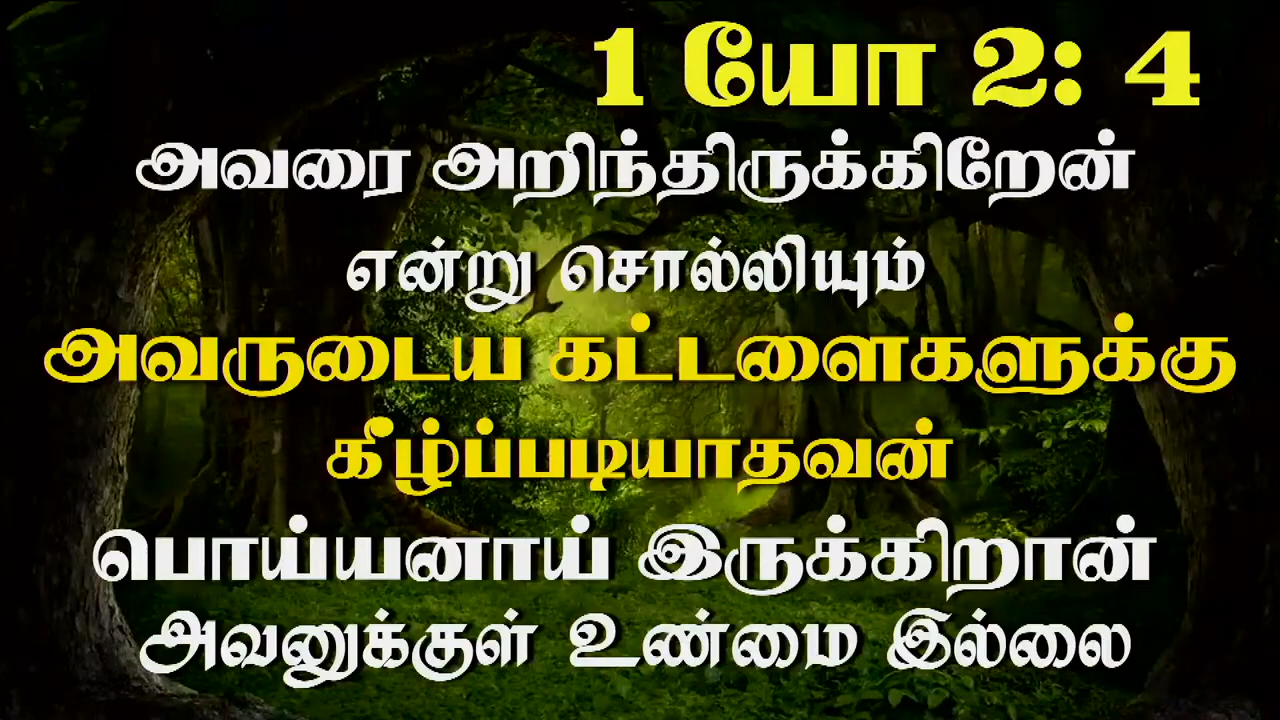 1 யோ 2: 4
அவரை அறிந்திருக்கிறேன்
என்று சொல்லியும்
அவருடைய கட்டளைகளுக்கு
கீழ்ப்படியாதவன்
பொய்யனாய் இருக்கிறான்
அவனுக்குள் உண்மை இல்லை